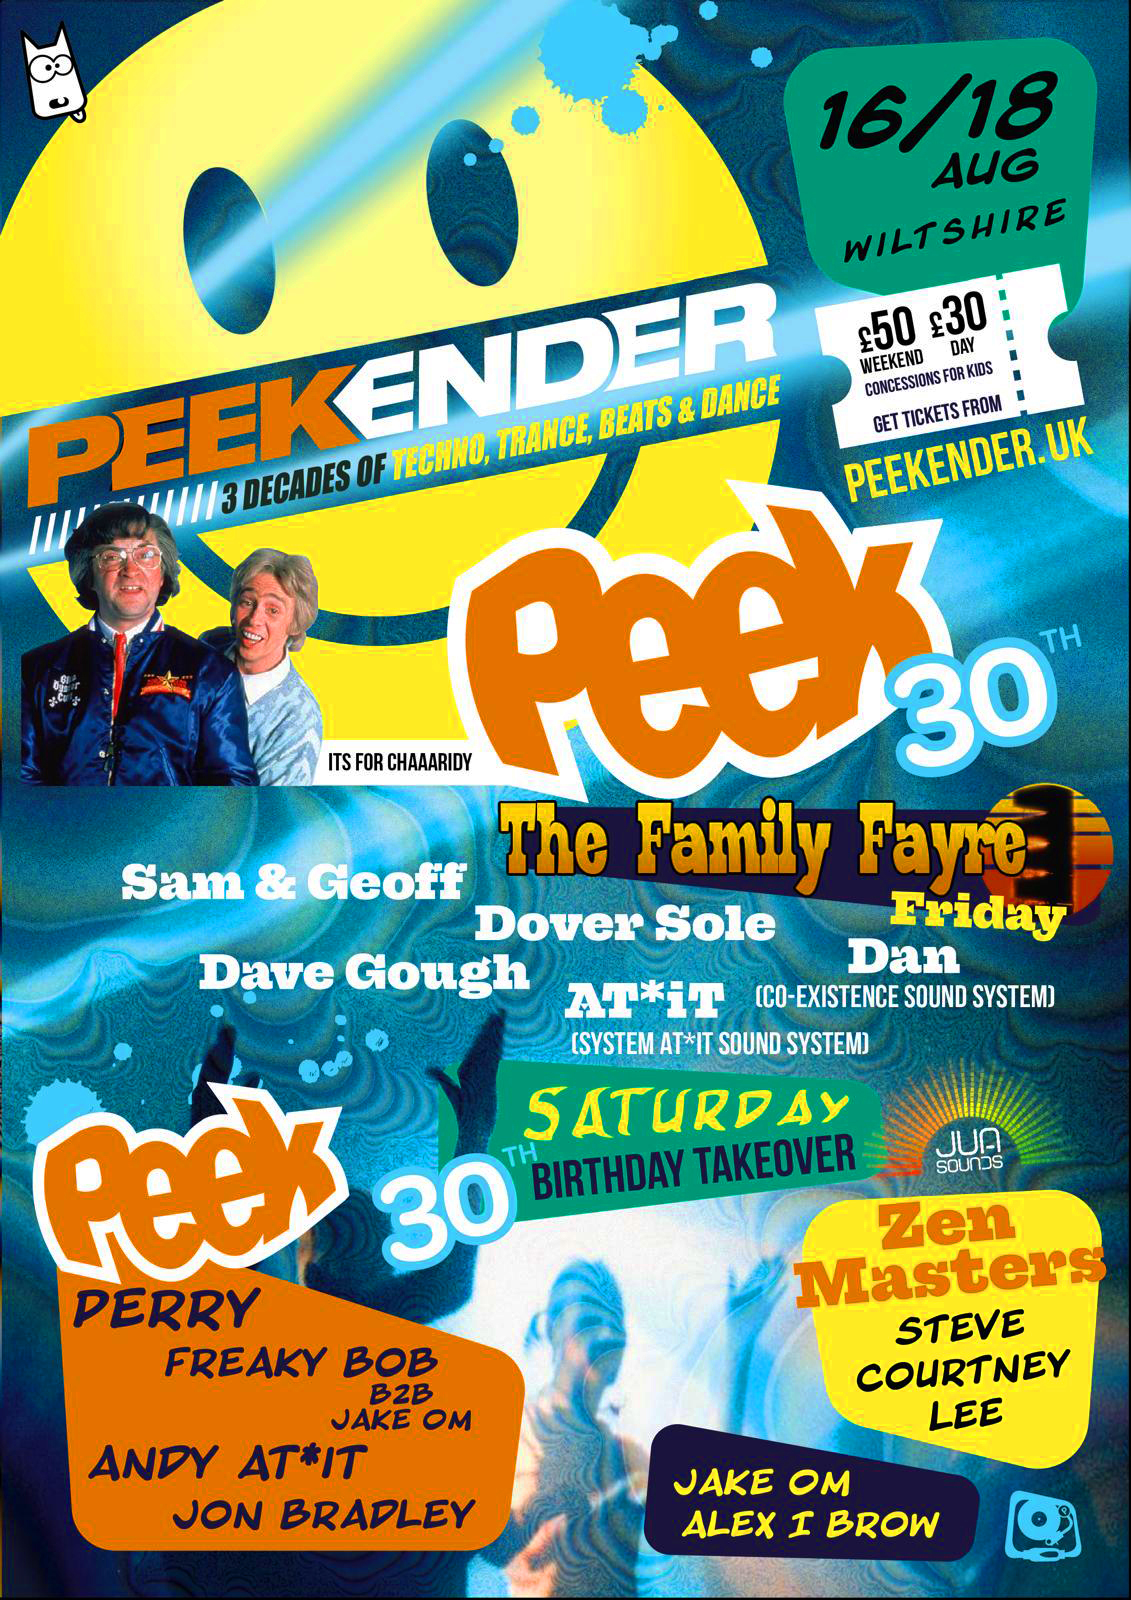 16/18
AUG
WILTSHIRE
£50 £30
WEEKEND DAY
CONCESSIONS FOR KIDS
GET TICKETS FROM
PEEKENDER.UK
PEEKENDER
3 DECADES OF TECHNO, TRANCE, BEATS & DANCE
Peek
30TH
ITS FOR CHAAARIDY
The Family Fayre
Friday
Sam & Geoff
Dover Sole
Dan
Dave Gough
(CO-EXISTENCE SOUND SYSTEM)
AT*iT
(SYSTEM AT*IT SOUND SYSTEM)
Peek
30TH
SATURDAY
BIRTHDAY TAKEOVER
JUA
SOUNDS
PERRY
FREAKY BOB
B2B
JAKE OM
ANDY AT*IT
JON BRADLEY
Zen
Masters
STEVE
COURTNEY
LEE
JAKE OM
ALEX I BROW